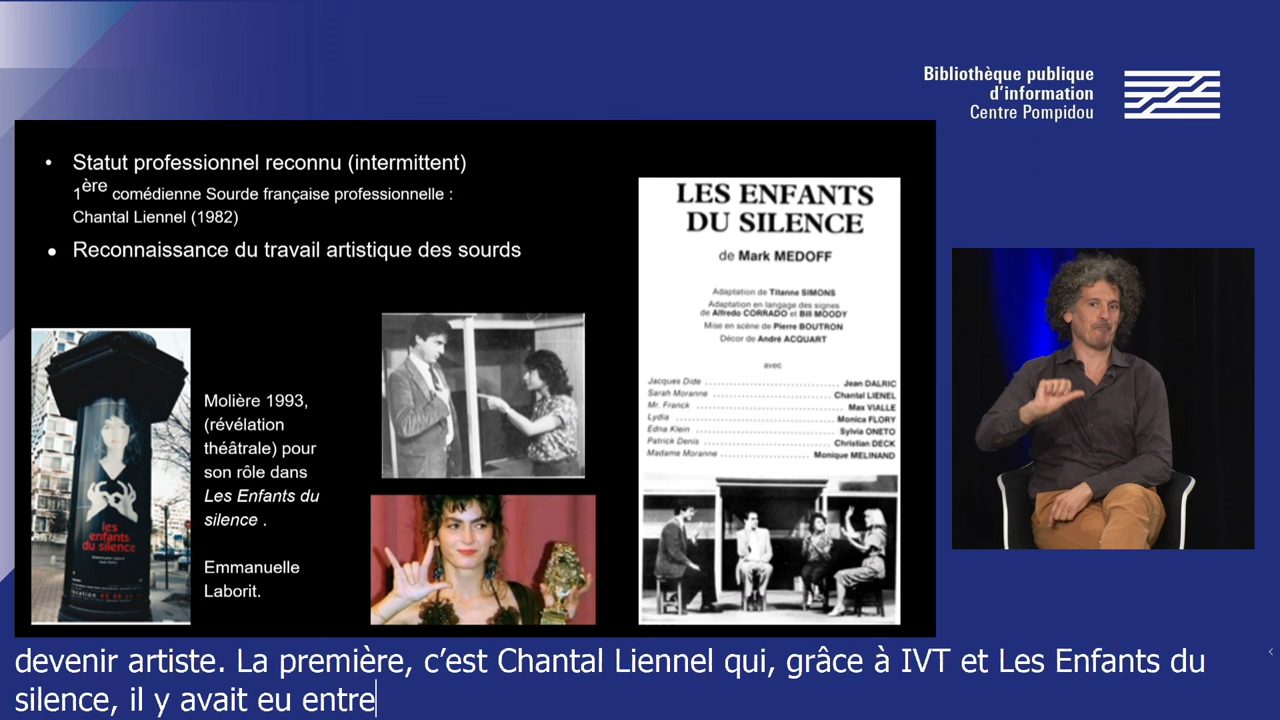 Bibliothèque publique
d'information
Centre Pompidou
• Statut professionnel reconnu (intermittent)
1ère comédienne Sourde française professionnelle :
Chantal Liennel (1982)
• Reconnaissance du travail artistique des sourds
Molière 1993,
(révélation
théâtrale) pour
son rôle dans
Les Enfants du
silence .
Emmanuelle
Laborit.
les
enfants
du silence
LES ENFANTS
DU SILENCE
de Mark MEDOFF
Adaptation de Titanne SIMONS
Adaptation en langage des signes
de Alfredo CORRADO et Bill MOODY
Mise en scène de Pierre BOUTRON
Décor de André ACQUART
avec
Jacques Dide ........ Jean DALRIC
Sarah Moranne ........ Chantal LIENEL
Mr. Franck ........ Max VIALLE
Lydia ........ Monica FLORY
Edna Klein ........ Sylvia ONETO
Patrick Denis ........ Christian DECK
Madame Moranne ........ Monique MELINAND
devenir artiste. La première, c'est Chantal Liennel qui, grâce à IVT et Les Enfants du
silence, il y avait eu entre